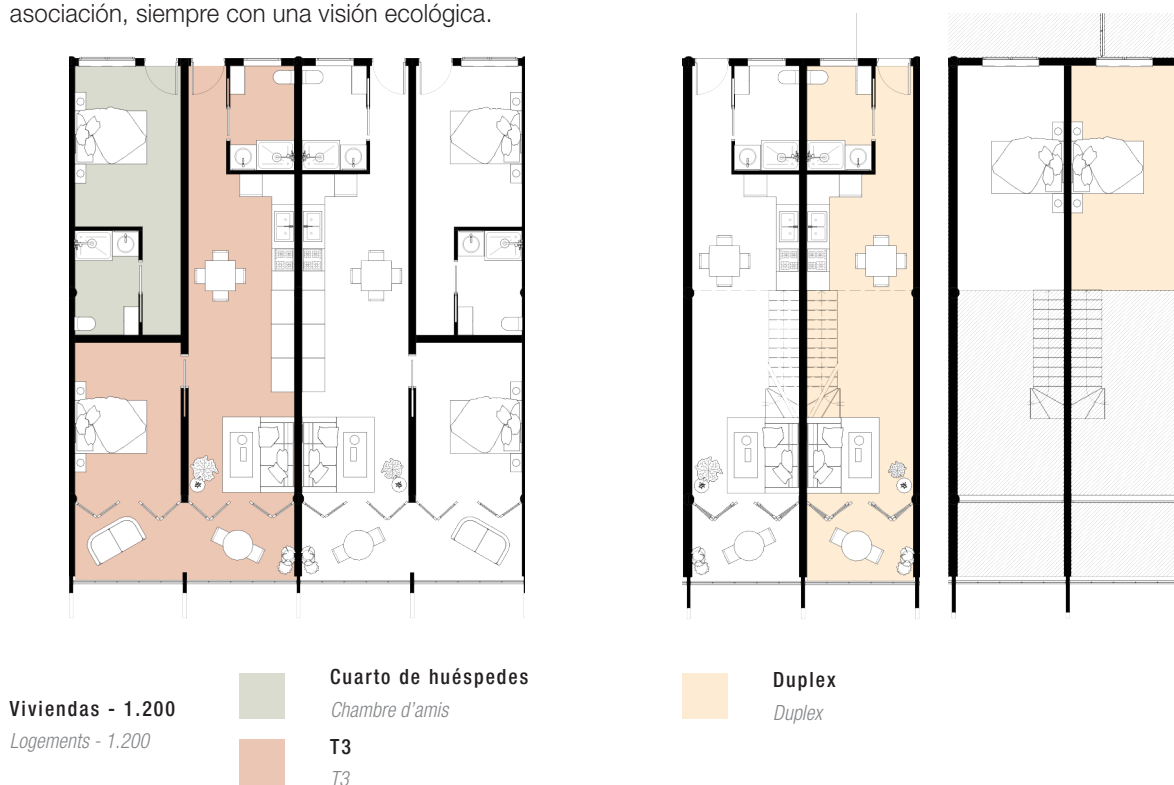 asociación, siempre con una visión ecológica.
Viviendas - 1.200
Logements - 1.200
Cuarto de huéspedes
Chambre d'amis
T3
T3
Duplex
Duplex